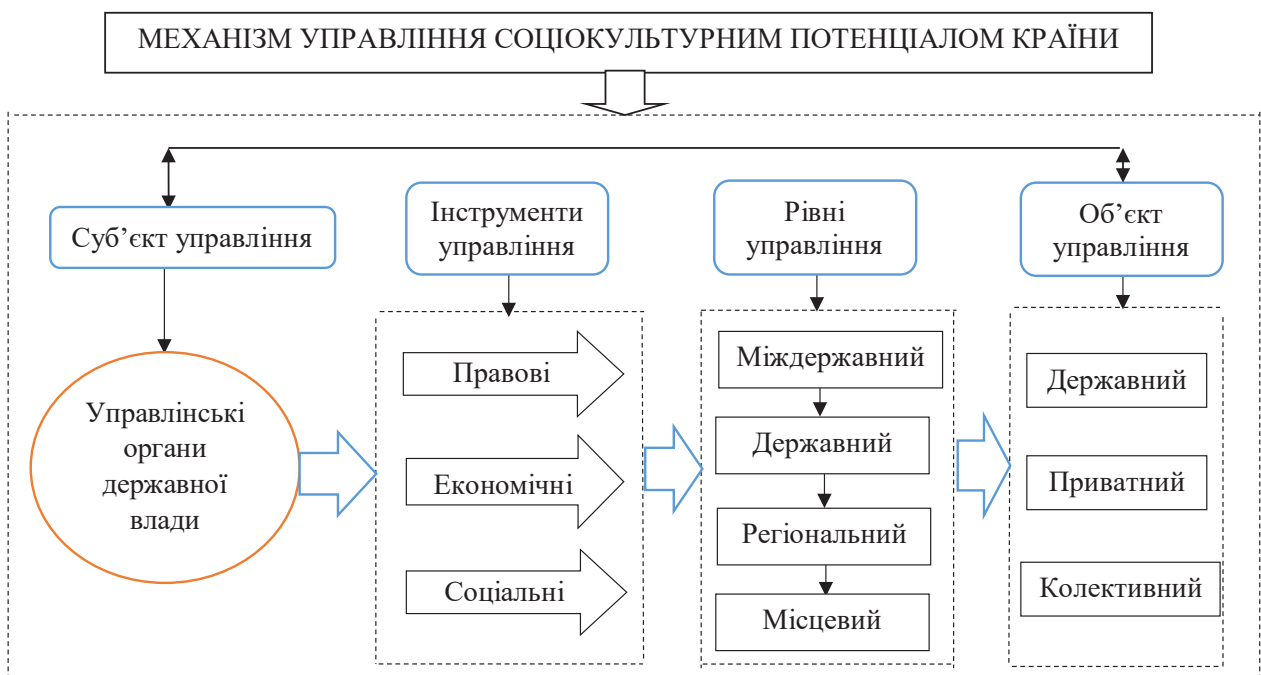 МЕХАНІЗМ УПРАВЛІННЯ СОЦІОКУЛЬТУРНИМ ПОТЕНЦІАЛОМ КРАЇНИ
Суб’єкт управління
Інструменти
управління
Рівні
управління
Об’єкт
управління
Управлінські
органи
державної
влади
Правові
Економічні
Соціальні
Міждержавний
Державний
Регіональний
Місцевий
Державний
Приватний
Колективний